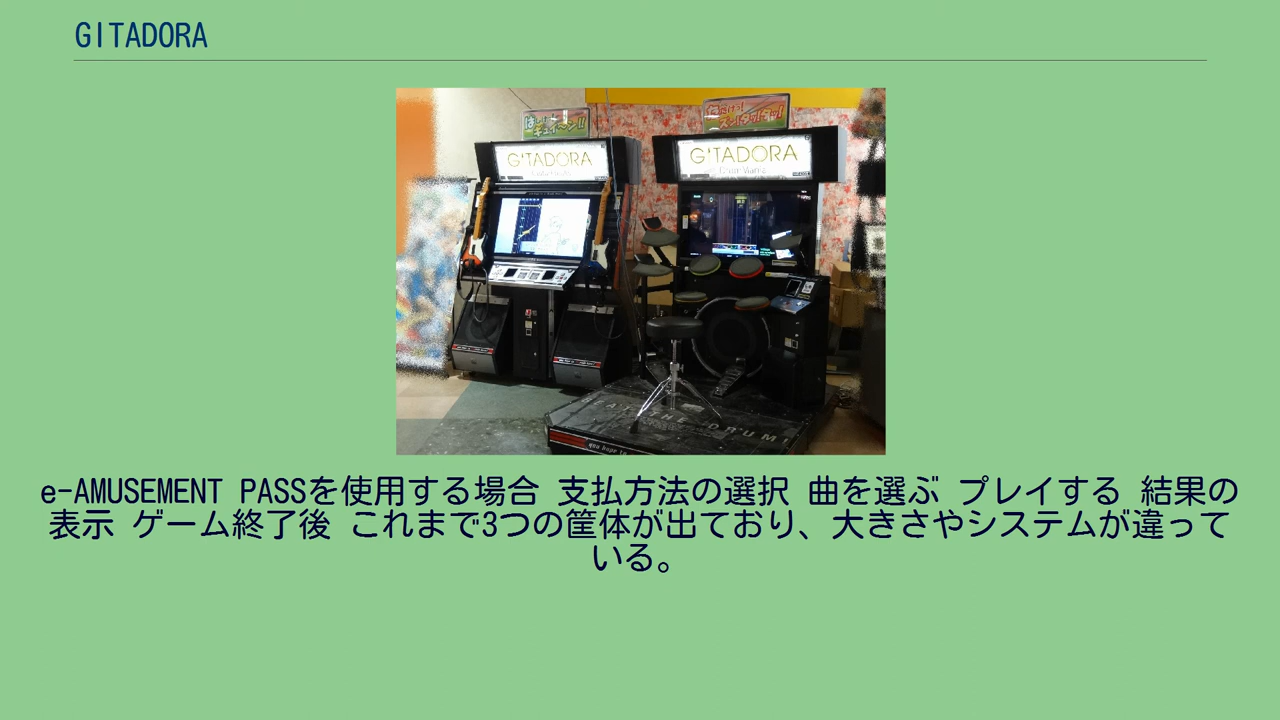 GITADORA
GITADORA
GITADORA
e-AMUSEMENT PASSを使用する場合 支払方法の選択 曲を選ぶ プレイする 結果の
表示 ゲーム終了後 これまで3つの筐体が出ており、大きさやシステムが違って
いる。